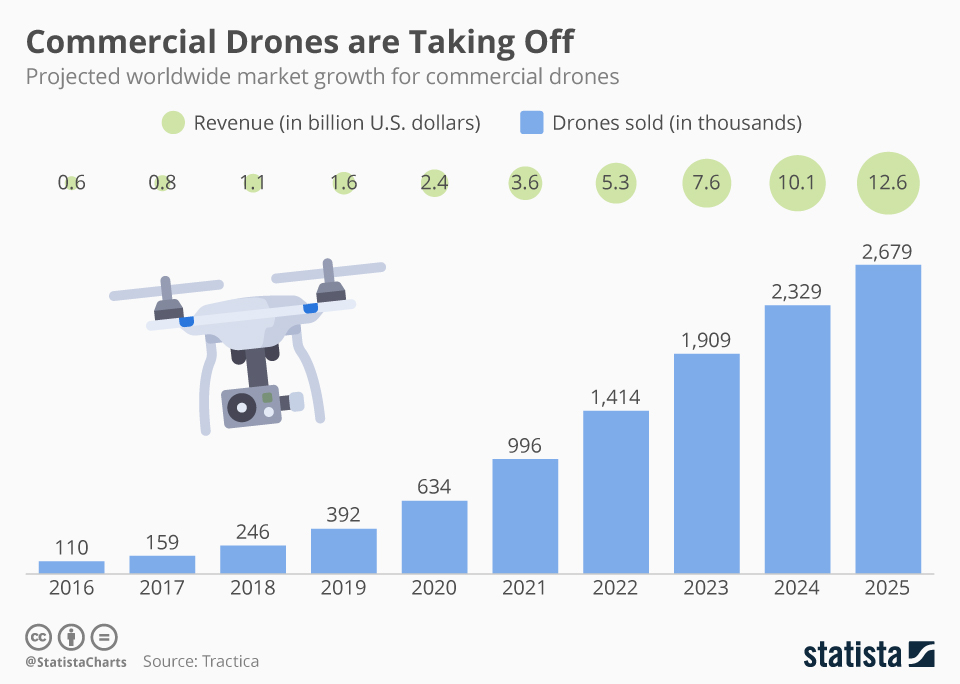 Commercial Drones are Taking Off
Projected worldwide market growth for commercial drones
Revenue (in billion U.S. dollars) Drones sold (in thousands)
0.6 0.8 1.1 1.6 2.4 3.6 5.3 7.6 10.1 12.6
2,679
2,329
1,909
1,414
996
634
392
246
159
110
2016 2017 2018 2019 2020 2021 2022 2023 2024 2025
cc
@StatistaCharts Source: Tractica
statista